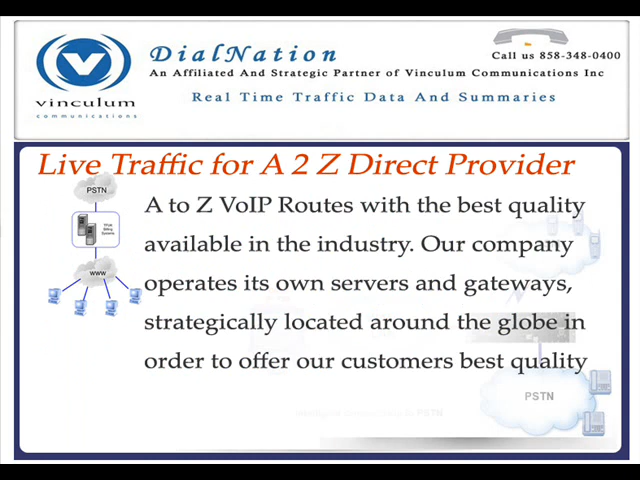 DialNation
Call us 858-348-0400
An Affiliated And Strategic Partner of Vinculum Communications Inc
vinculum
communications
Real Time Traffic Data And Summaries
Live Traffic for A 2 Z Direct Provider
PSTN
A to Z VoIP Routes with the best quality
available in the industry. Our company
operates its own servers and gateways,
strategically located around the globe in
order to offer our customers best quality
www
PSTN